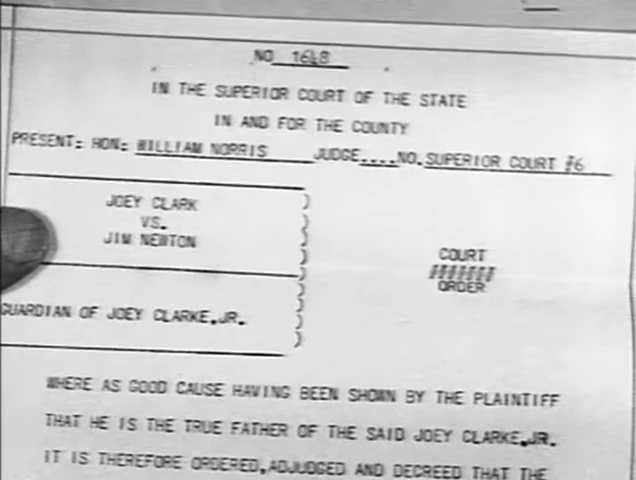 NO 1648
IN THE SUPERIOR COURT OF THE STATE
IN AND FOR THE COUNTY
PRESENT: HON: WILLIAM NORRIS JUDGE....NO. SUPERIOR COURT #6
JOEY CLARK
VS.
JIM NEWTON
GUARDIAN OF JOEY CLARKE,JR.
COURT
#######
ORDER
WHERE AS GOOD CAUSE HAVING BEEN SHOWN BY THE PLAINTIFF
THAT HE IS THE TRUE FATHER OF THE SAID JOEY CLARKE,JR.
IT IS THEREFORE ORDERED,ADJUDGED AND DECREED THAT THE